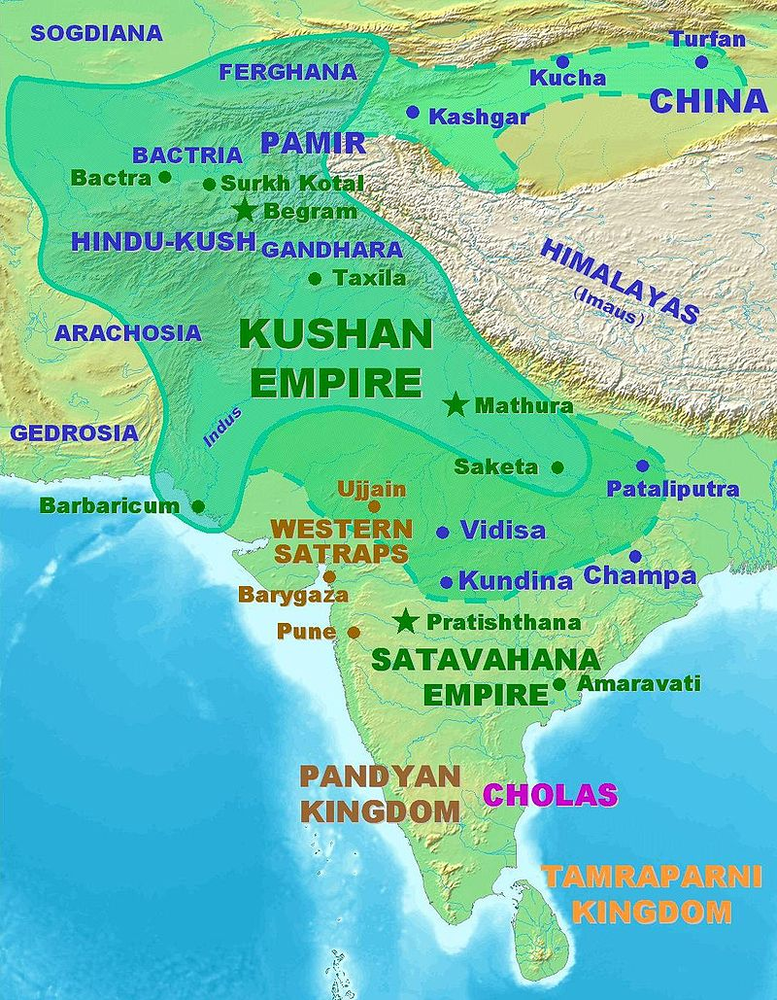 SOGDIANA
Turfan
FERGHANA
Kucha
CHINA
Kashgar
PAMIR
BACTRIA
Bactra
Surkh Kotal
Begram
HINDU-KUSH
GANDHARA
Taxila
HIMALAYAS
(Imaus)
ARACHOSIA
KUSHAN
EMPIRE
Mathura
GEDROSIA
Indus
Saketa
Pataliputra
Barbaricum
Ujjain
WESTERN
SATRAPS
Vidisa
Kundina
Champa
Barygaza
Pune
Pratishthana
SATAVAHANA
EMPIRE
Amaravati
PANDYAN
KINGDOM
CHOLAS
TAMRAPARNI
KINGDOM